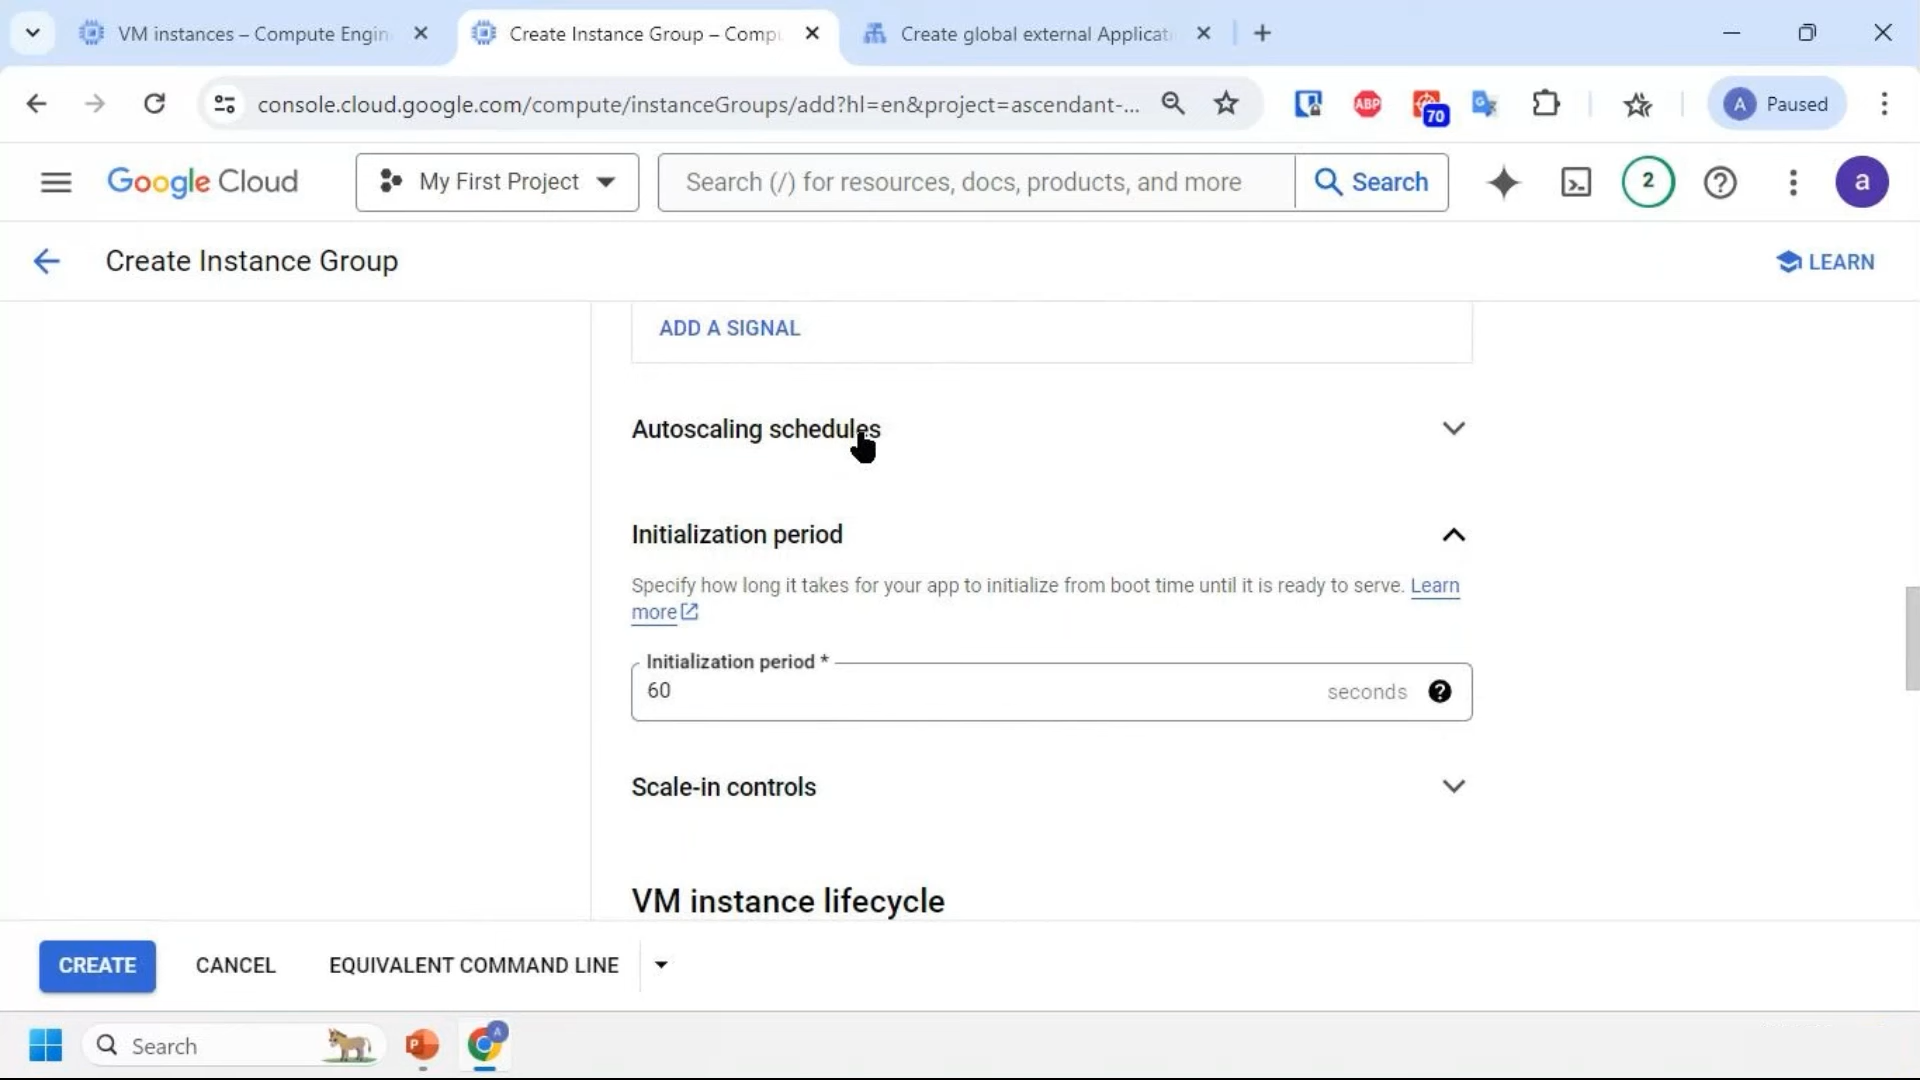 VM instances – Compute Engin
Create Instance Group – Compu
Create global external Applicati
console.cloud.google.com/compute/instanceGroups/add?hl=en&project=ascendant-...
ABP
70
A
Paused
Google Cloud
My First Project
Search (/) for resources, docs, products, and more
Search
2
a
Create Instance Group
LEARN
ADD A SIGNAL
Autoscaling schedules
Initialization period
Specify how long it takes for your app to initialize from boot time until it is ready to serve. Learn
more
Initialization period *
60
seconds
Scale-in controls
VM instance lifecycle
CREATE
CANCEL
EQUIVALENT COMMAND LINE
Search
P
A